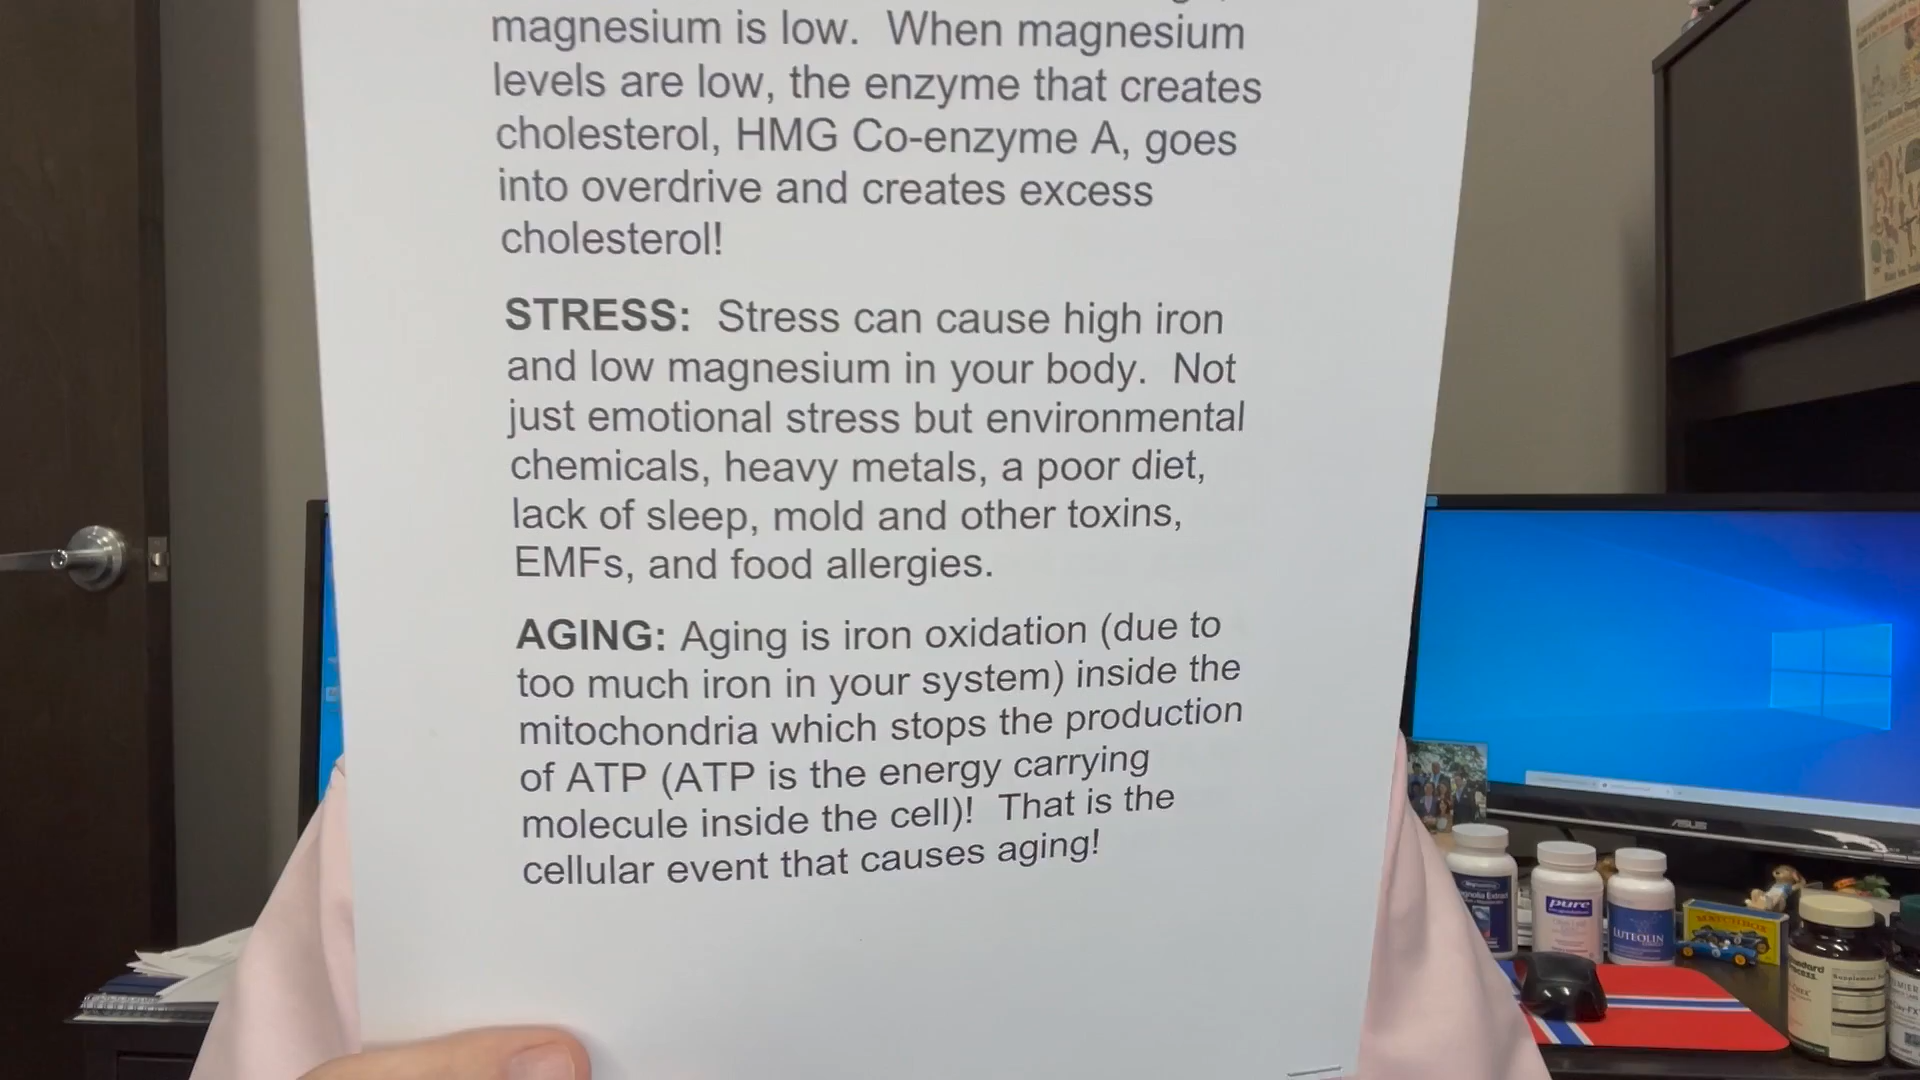 magnesium is low. When magnesium
levels are low, the enzyme that creates
cholesterol, HMG Co-enzyme A, goes
into overdrive and creates excess
cholesterol!
STRESS: Stress can cause high iron
and low magnesium in your body. Not
just emotional stress but environmental
chemicals, heavy metals, a poor diet,
lack of sleep, mold and other toxins,
EMFs, and food allergies.
AGING: Aging is iron oxidation (due to
too much iron in your system) inside the
mitochondria which stops the production
of ATP (ATP is the energy carrying
molecule inside the cell)! That is the
cellular event that causes aging!
ASUS
pure
LUTEOLIN
MATCHBOX